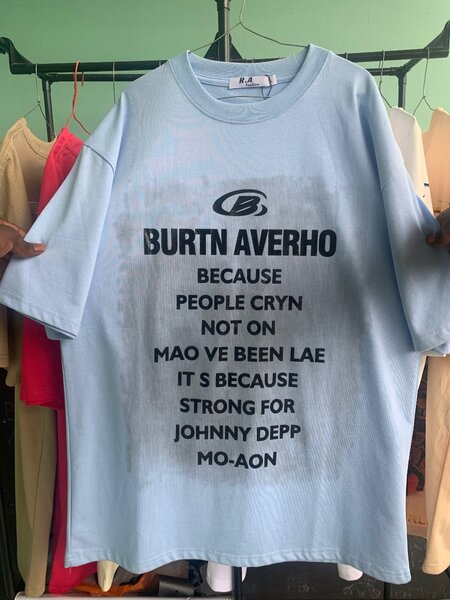 R.A
Fashion
B
BURTN AVERHO
BECAUSE
PEOPLE CRYN
NOT ON
MAO VE BEEN LAE
IT S BECAUSE
STRONG FOR
JOHNNY DEPP
MO-AON